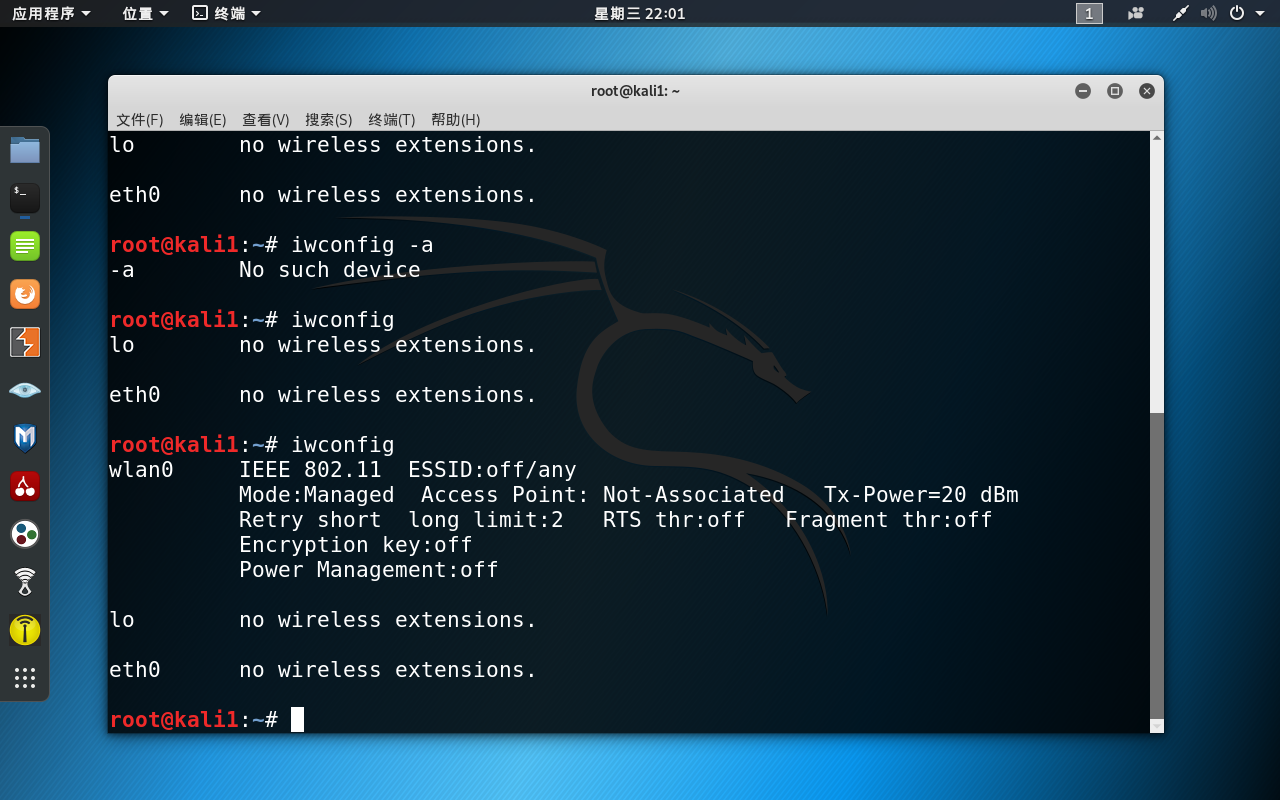 应用程序 位置 终端 星期三 22:01 1
root@kali1: ~
文件(F) 编辑(E) 查看(V) 搜索(S) 终端(T) 帮助(H)
lo        no wireless extensions.
eth0      no wireless extensions.
root@kali1:~# iwconfig -a
-a        No such device
root@kali1:~# iwconfig
lo        no wireless extensions.
eth0      no wireless extensions.
root@kali1:~# iwconfig
wlan0     IEEE 802.11  ESSID:off/any
          Mode:Managed  Access Point: Not-Associated   Tx-Power=20 dBm
          Retry short  long limit:2   RTS thr:off   Fragment thr:off
          Encryption key:off
          Power Management:off
lo        no wireless extensions.
eth0      no wireless extensions.
root@kali1:~#